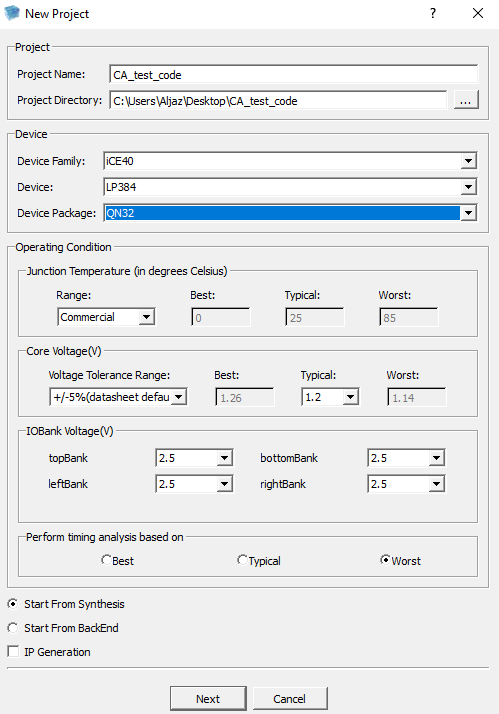 New Project
Project
Project Name: CA_test_code
Project Directory: C:\Users\Aljaz\Desktop\CA_test_code ...
Device
Device Family: iCE40
Device: LP384
Device Package: QN32
Operating Condition
Junction Temperature (in degrees Celsius)
Range: Best: Typical: Worst:
Commercial 0 25 85
Core Voltage(V)
Voltage Tolerance Range: Best: Typical: Worst:
+/-5%(datasheet defau 1.26 1.2 1.14
IOBank Voltage(V)
topBank 2.5 bottomBank 2.5
leftBank 2.5 rightBank 2.5
Perform timing analysis based on
Best Typical Worst
Start From Synthesis
Start From BackEnd
IP Generation
Next Cancel